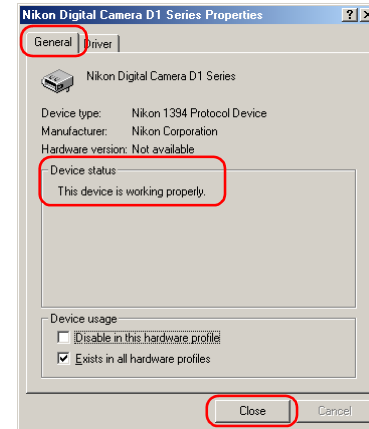 Nikon Digital Camera D1 Series Properties
General Driver
Nikon Digital Camera D1 Series
Device type: Nikon 1394 Protocol Device
Manufacturer: Nikon Corporation
Hardware version: Not available
Device status
This device is working properly.
Device usage
Disable in this hardware profile
Exists in all hardware profiles
Close Cancel